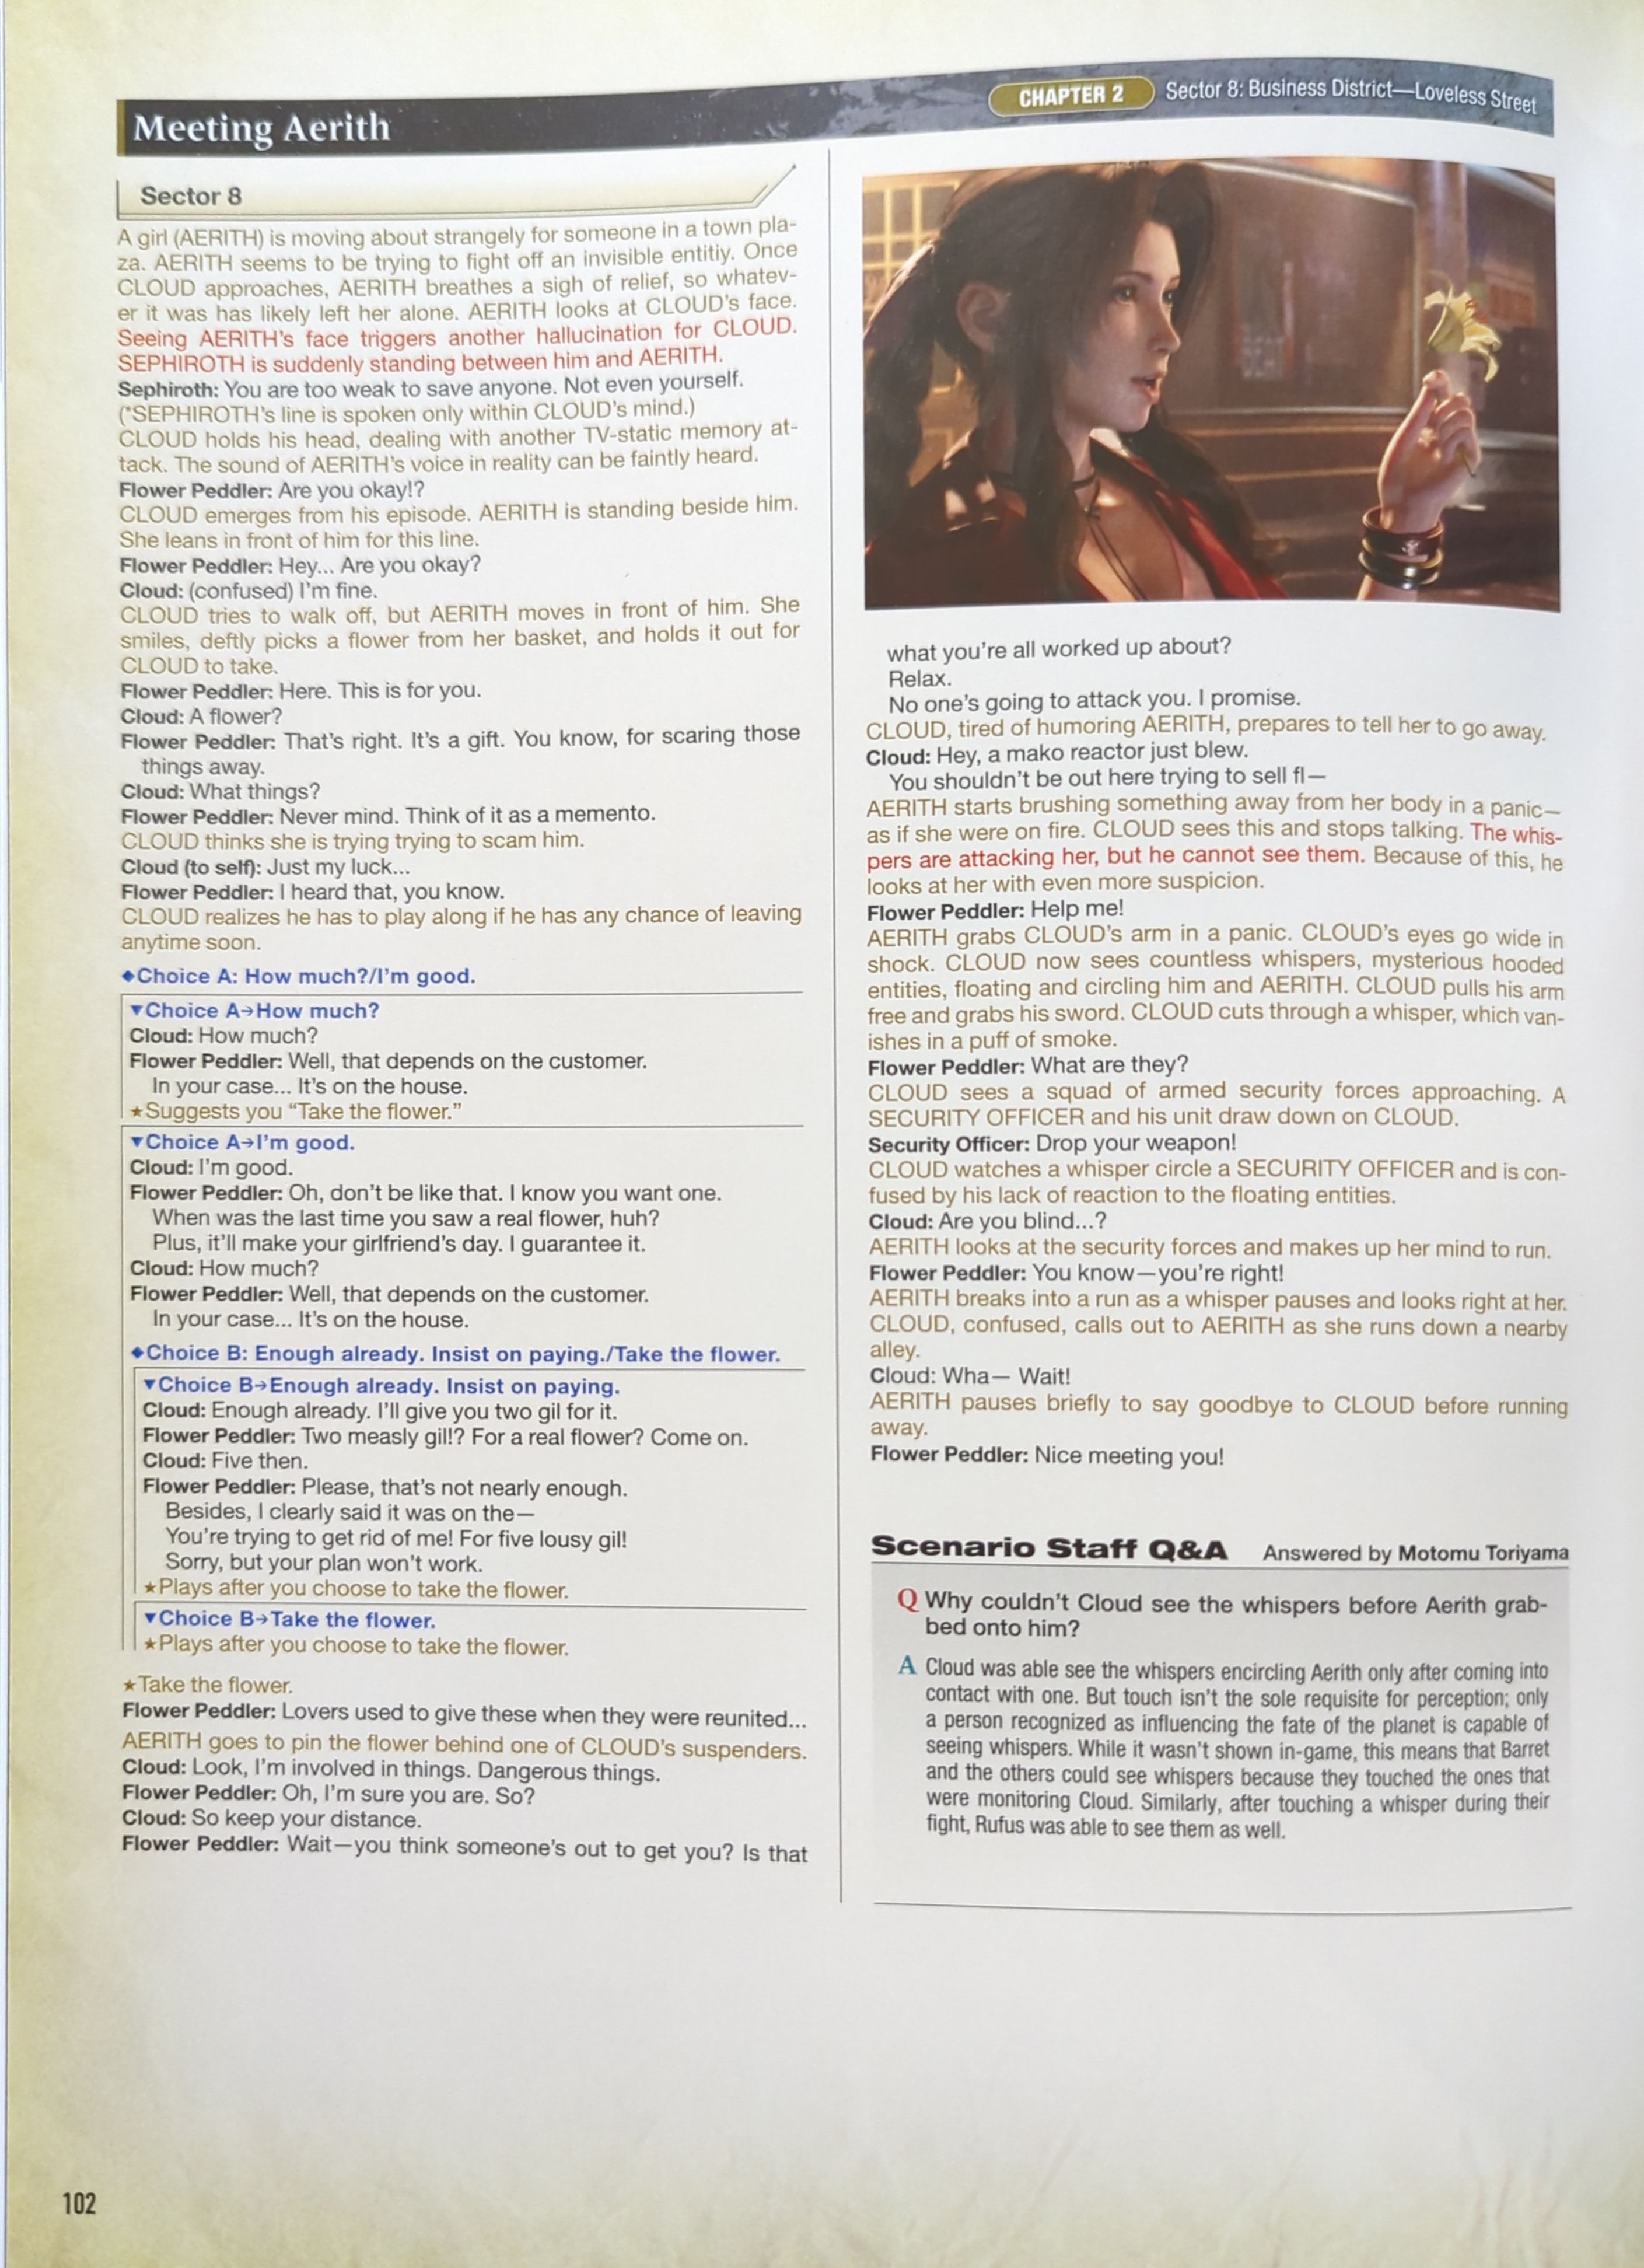 CHAPTER 2 Sector 8: Business District—Loveless Street
Meeting Aerith
Sector 8
A girl (AERITH) is moving about strangely for someone in a town pla-
za. AERITH seems to be trying to fight off an invisible entitiy. Once
CLOUD approaches, AERITH breathes a sigh of relief, so whatev-
er it was has likely left her alone. AERITH looks at CLOUD's face.
Seeing AERITH's face triggers another hallucination for CLOUD.
SEPHIROTH is suddenly standing between him and AERITH.
Sephiroth: You are too weak to save anyone. Not even yourself.
(*SEPHIROTH's line is spoken only within CLOUD's mind.)
CLOUD holds his head, dealing with another TV-static memory at-
tack. The sound of AERITH's voice in reality can be faintly heard.
Flower Peddler: Are you okay!?
CLOUD emerges from his episode. AERITH is standing beside him.
She leans in front of him for this line.
Flower Peddler: Hey... Are you okay?
Cloud: (confused) I'm fine.
CLOUD tries to walk off, but AERITH moves in front of him. She
smiles, deftly picks a flower from her basket, and holds it out for
CLOUD to take.
Flower Peddler: Here. This is for you.
Cloud: A flower?
Flower Peddler: That's right. It's a gift. You know, for scaring those
things away.
Cloud: What things?
Flower Peddler: Never mind. Think of it as a memento.
CLOUD thinks she is trying trying to scam him.
Cloud (to self): Just my luck...
Flower Peddler: I heard that, you know.
CLOUD realizes he has to play along if he has any chance of leaving
anytime soon.
◆Choice A: How much?/I'm good.
▼Choice A→How much?
Cloud: How much?
Flower Peddler: Well, that depends on the customer.
In your case... It's on the house.
★Suggests you "Take the flower."
▼Choice A→I'm good.
Cloud: I'm good.
Flower Peddler: Oh, don't be like that. I know you want one.
When was the last time you saw a real flower, huh?
Plus, it'll make your girlfriend's day. I guarantee it.
Cloud: How much?
Flower Peddler: Well, that depends on the customer.
In your case... It's on the house.
◆Choice B: Enough already. Insist on paying./Take the flower.
▼Choice B→Enough already. Insist on paying.
Cloud: Enough already. I'll give you two gil for it.
Flower Peddler: Two measly gil!? For a real flower? Come on.
Cloud: Five then.
Flower Peddler: Please, that's not nearly enough.
Besides, I clearly said it was on the—
You're trying to get rid of me! For five lousy gil!
Sorry, but your plan won't work.
★Plays after you choose to take the flower.
▼Choice B→Take the flower.
★Plays after you choose to take the flower.
★Take the flower.
Flower Peddler: Lovers used to give these when they were reunited...
AERITH goes to pin the flower behind one of CLOUD's suspenders.
Cloud: Look, I'm involved in things. Dangerous things.
Flower Peddler: Oh, I'm sure you are. So?
Cloud: So keep your distance.
Flower Peddler: Wait—you think someone's out to get you? Is that
what you're all worked up about?
Relax.
No one's going to attack you. I promise.
CLOUD, tired of humoring AERITH, prepares to tell her to go away.
Cloud: Hey, a mako reactor just blew.
You shouldn't be out here trying to sell fl—
AERITH starts brushing something away from her body in a panic—
as if she were on fire. CLOUD sees this and stops talking. The whis-
pers are attacking her, but he cannot see them. Because of this, he
looks at her with even more suspicion.
Flower Peddler: Help me!
AERITH grabs CLOUD's arm in a panic. CLOUD's eyes go wide in
shock. CLOUD now sees countless whispers, mysterious hooded
entities, floating and circling him and AERITH. CLOUD pulls his arm
free and grabs his sword. CLOUD cuts through a whisper, which van-
ishes in a puff of smoke.
Flower Peddler: What are they?
CLOUD sees a squad of armed security forces approaching. A
SECURITY OFFICER and his unit draw down on CLOUD.
Security Officer: Drop your weapon!
CLOUD watches a whisper circle a SECURITY OFFICER and is con-
fused by his lack of reaction to the floating entities.
Cloud: Are you blind...?
AERITH looks at the security forces and makes up her mind to run.
Flower Peddler: You know—you're right!
AERITH breaks into a run as a whisper pauses and looks right at her.
CLOUD, confused, calls out to AERITH as she runs down a nearby
alley.
Cloud: Wha— Wait!
AERITH pauses briefly to say goodbye to CLOUD before running
away.
Flower Peddler: Nice meeting you!
Scenario Staff Q&A Answered by Motomu Toriyama
Q Why couldn't Cloud see the whispers before Aerith grab-
bed onto him?
A Cloud was able see the whispers encircling Aerith only after coming into
contact with one. But touch isn't the sole requisite for perception; only
a person recognized as influencing the fate of the planet is capable of
seeing whispers. While it wasn't shown in-game, this means that Barret
and the others could see whispers because they touched the ones that
were monitoring Cloud. Similarly, after touching a whisper during their
fight, Rufus was able to see them as well.
102